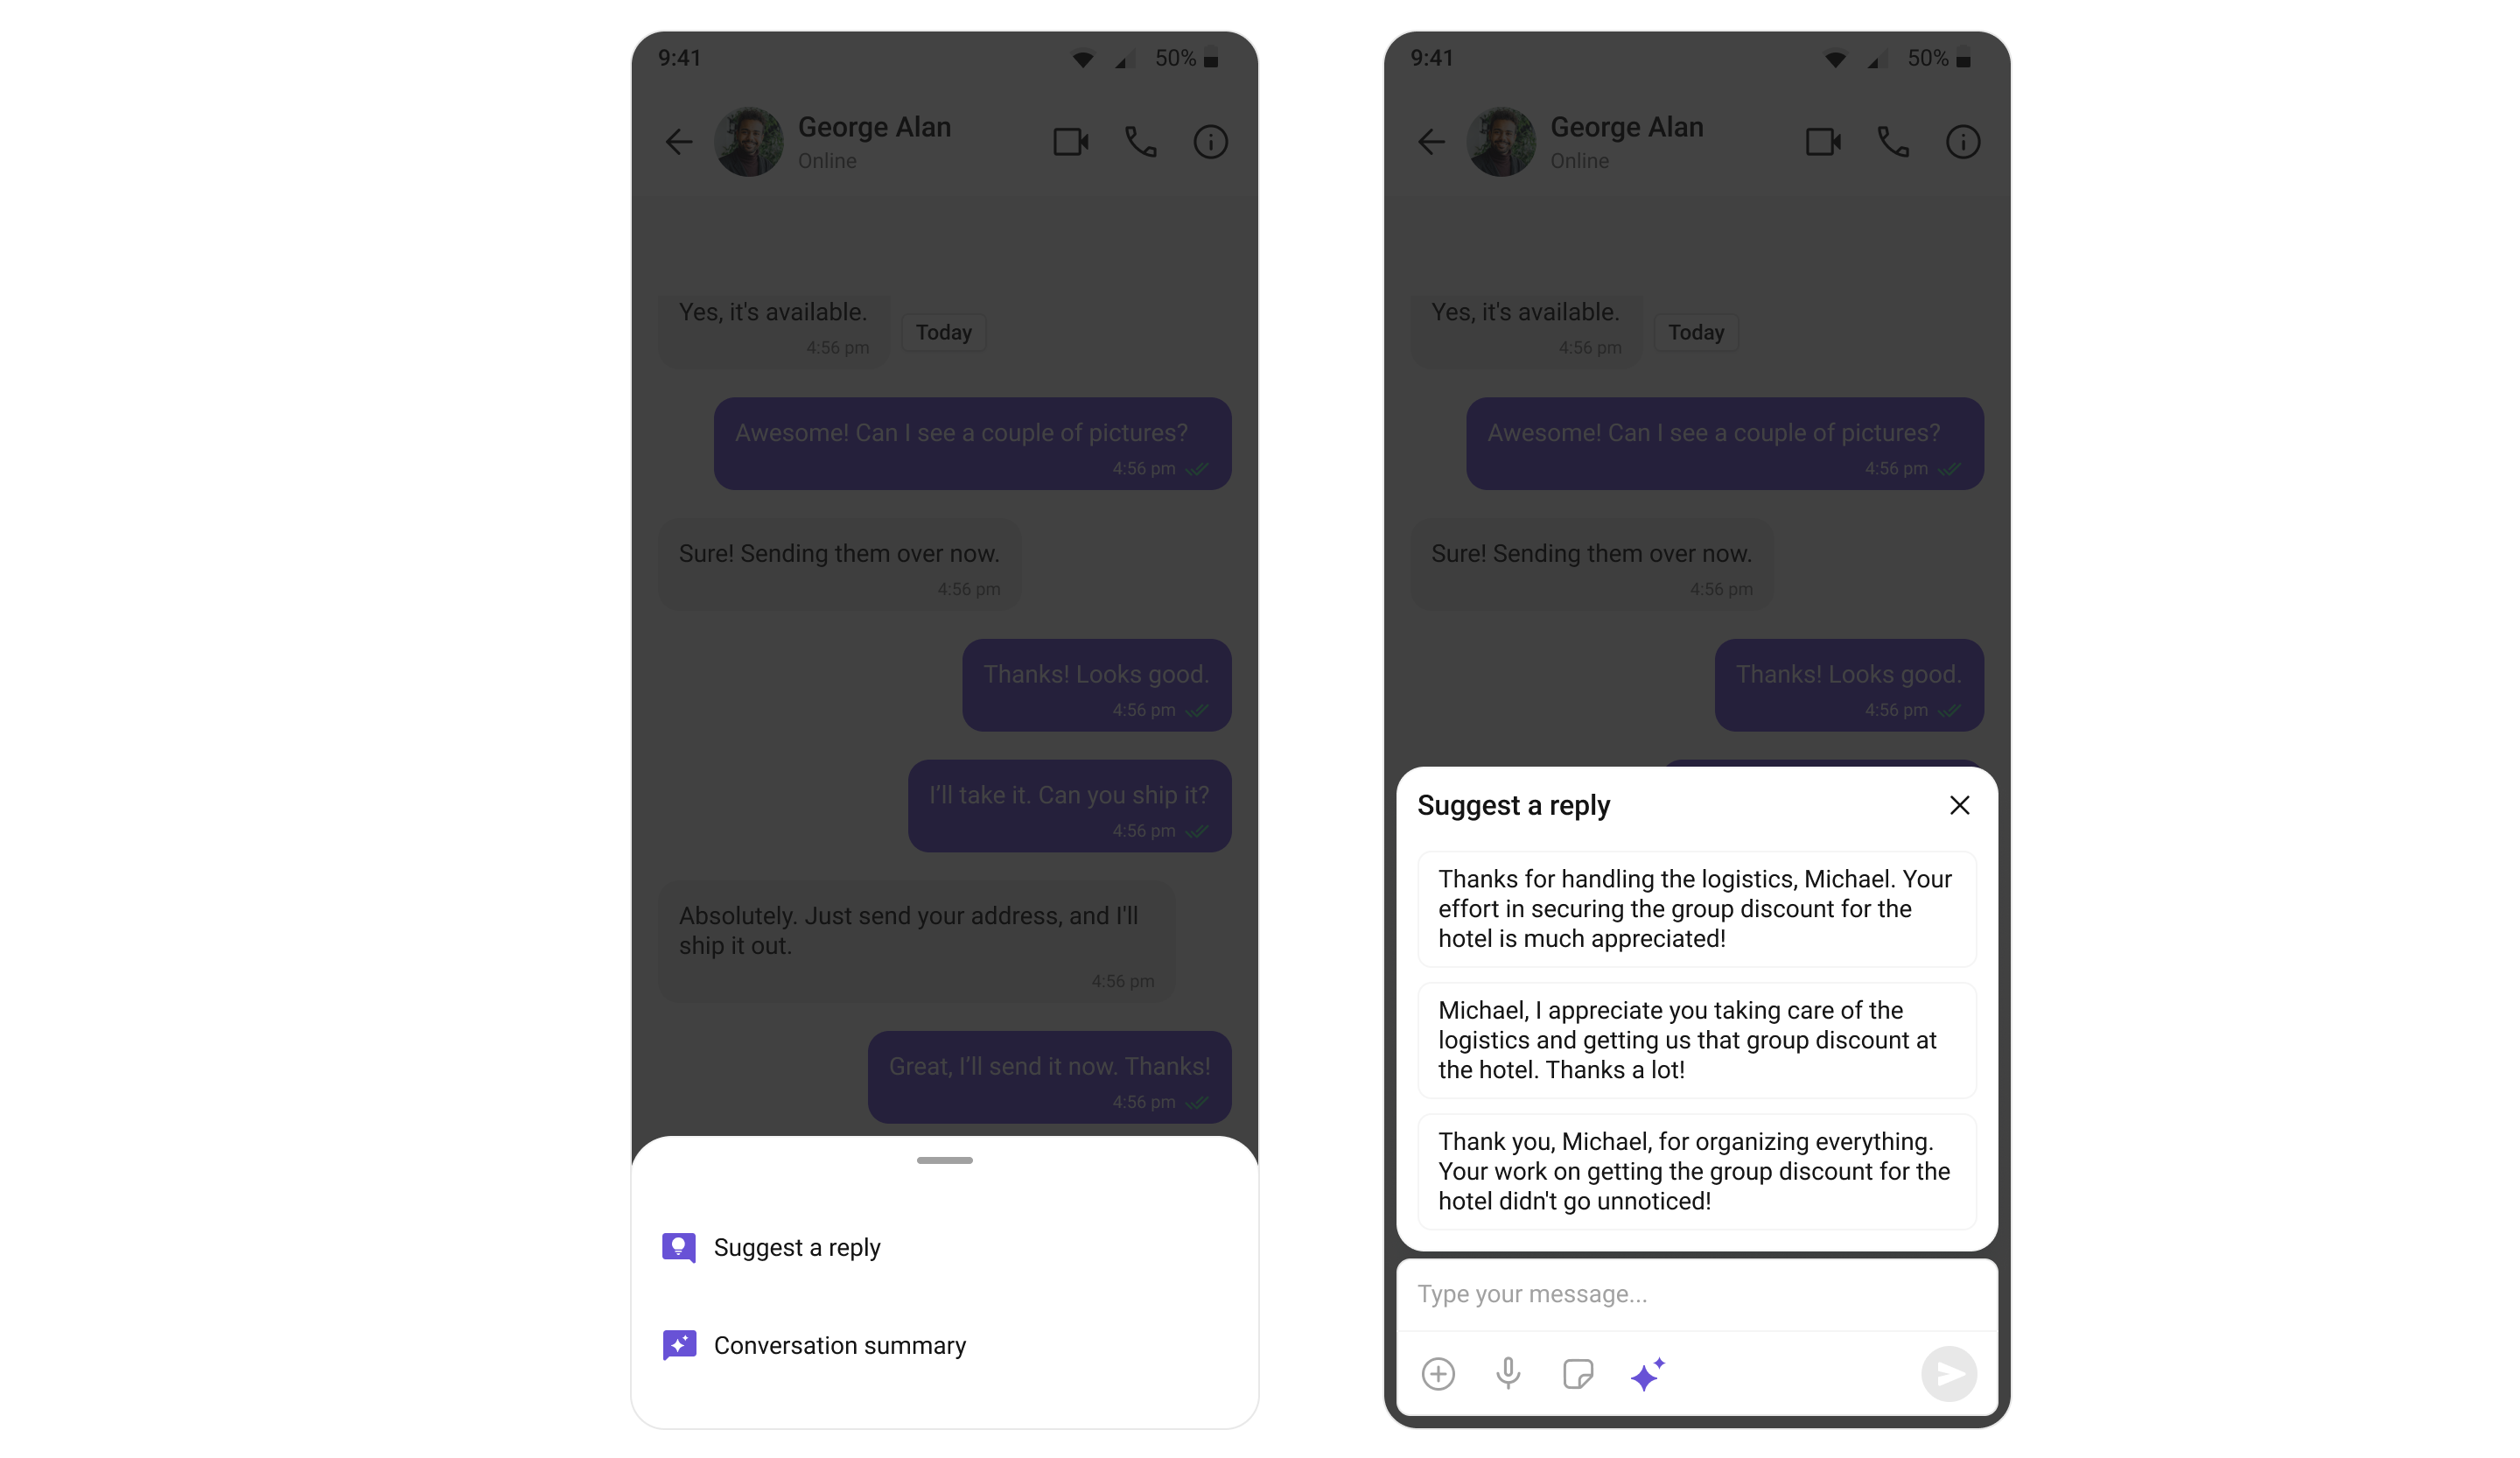 9:41
50%
George Alan
Online
Yes, it's available.
4:56 pm
Today
Awesome! Can I see a couple of pictures?
4:56 pm
Sure! Sending them over now.
4:56 pm
Thanks! Looks good.
4:56 pm
I’ll take it. Can you ship it?
4:56 pm
Absolutely. Just send your address, and I'll
ship it out.
4:56 pm
Great, I’ll send it now. Thanks!
4:56 pm
Suggest a reply
Conversation summary
9:41
50%
George Alan
Online
Yes, it's available.
4:56 pm
Today
Awesome! Can I see a couple of pictures?
4:56 pm
Sure! Sending them over now.
4:56 pm
Thanks! Looks good.
4:56 pm
Suggest a reply
Thanks for handling the logistics, Michael. Your
effort in securing the group discount for the
hotel is much appreciated!
Michael, I appreciate you taking care of the
logistics and getting us that group discount at
the hotel. Thanks a lot!
Thank you, Michael, for organizing everything.
Your work on getting the group discount for the
hotel didn't go unnoticed!
Type your message...